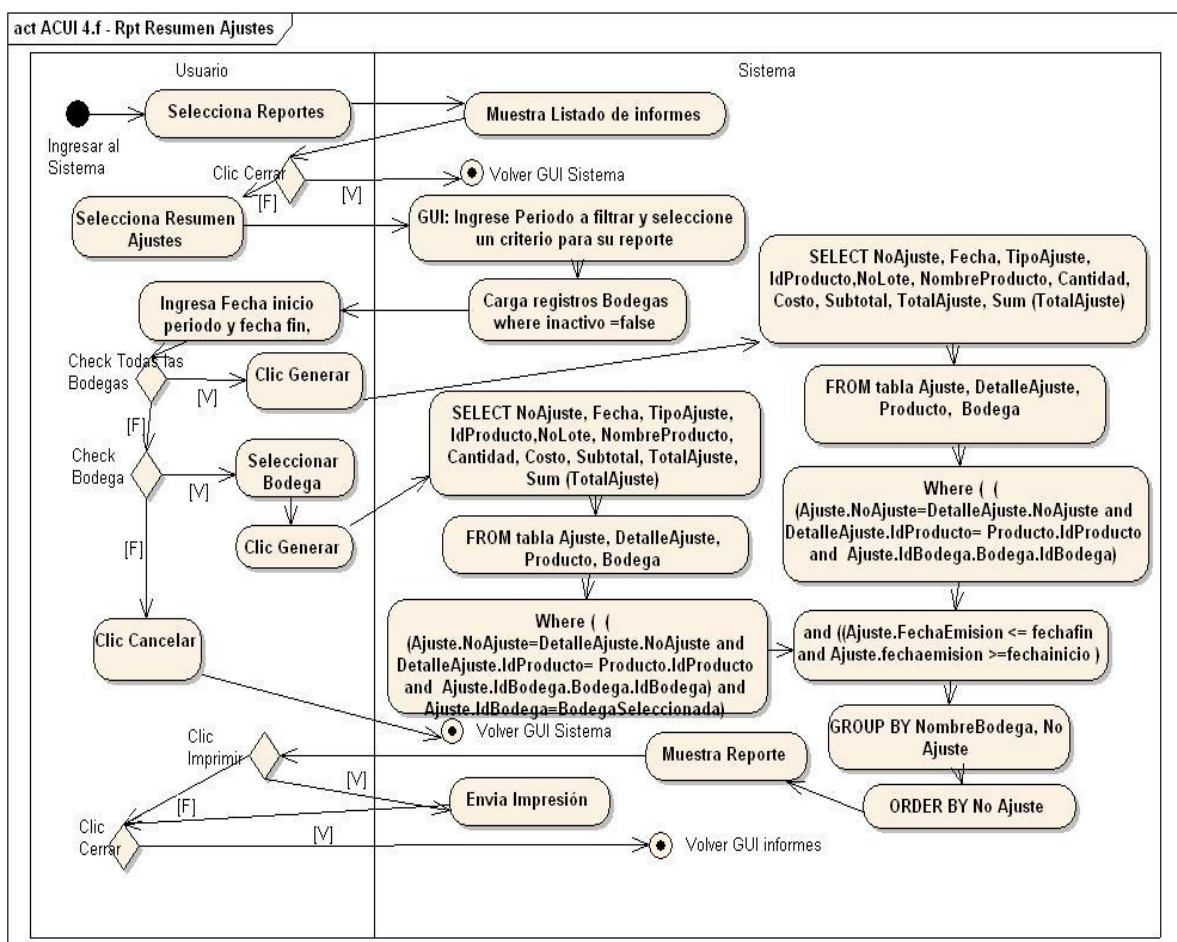 act ACUI 4.f - Rpt Resumen Ajustes
Usuario
Sistema
Ingresar al
Sistema
Selecciona Reportes
Muestra Listado de informes
Clic Cerrar
[F]
[V]
Volver GUI Sistema
Selecciona Resumen
Ajustes
GUI: Ingrese Periodo a filtrar y seleccione
un criterio para su reporte
Carga registros Bodegas
where inactivo =false
Ingresa Fecha inicio
periodo y fecha fin,
Check Todas las
Bodegas
[V]
[F]
Clic Generar
SELECT NoAjuste, Fecha, TipoAjuste,
IdProducto,NoLote, NombreProducto, Cantidad,
Costo, Subtotal, TotalAjuste, Sum (TotalAjuste)
FROM tabla Ajuste, DetalleAjuste,
Producto,  Bodega
Where (  (
(Ajuste.NoAjuste=DetalleAjuste.NoAjuste and
DetalleAjuste.IdProducto= Producto.IdProducto
and  Ajuste.IdBodega.Bodega.IdBodega)
Check
Bodega
[V]
[F]
Seleccionar
Bodega
Clic Generar
SELECT NoAjuste, Fecha, TipoAjuste,
IdProducto,NoLote, NombreProducto,
Cantidad, Costo, Subtotal, TotalAjuste,
Sum (TotalAjuste)
FROM tabla Ajuste, DetalleAjuste,
Producto, Bodega
Where (  (
(Ajuste.NoAjuste=DetalleAjuste.NoAjuste and
DetalleAjuste.IdProducto= Producto.IdProducto
and  Ajuste.IdBodega.Bodega.IdBodega) and
Ajuste.IdBodega=BodegaSeleccionada)
and ((Ajuste.FechaEmision <= fechafin
and Ajuste.fechaemision >=fechainicio )
GROUP BY NombreBodega, No
Ajuste
ORDER BY No Ajuste
Clic Cancelar
Volver GUI Sistema
Muestra Reporte
Clic
Imprimir
[V]
[F]
Envia Impresión
Clic
Cerrar
[V]
Volver GUI informes